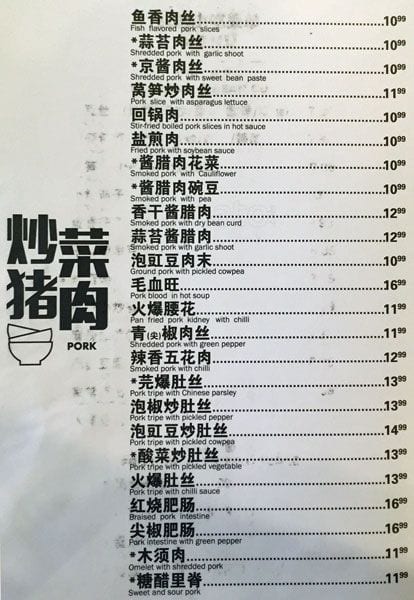 鱼香肉丝 10.99
Fish flavored pork slices
*蒜苔肉丝 10.99
Shredded pork with garlic shoot
*京酱肉丝 10.99
Shredded pork with sweet bean paste
莴笋炒肉丝 11.99
Pork slice with asparagus lettuce
回锅肉 10.99
Stir-fried boiled pork slices in hot sauce
盐煎肉 10.99
Fried pork with soybean sauce
*酱腊肉花菜 10.99
Smoked pork with Cauliflower
*酱腊肉豌豆 10.99
Smoked pork with pea
香干酱腊肉 12.99
Smoked pork with dry bean curd
蒜苔酱腊肉 12.99
Smoked pork with garlic shoot
泡豇豆肉末 10.99
Ground pork with pickled cowpea
毛血旺 16.99
Pork blood in hot soup
火爆腰花 11.99
Pan fried pork kidney with chilli
青(尖)椒肉丝 11.99
Shredded pork with green pepper
辣香五花肉 12.99
Smoked pork with chilli
*芫爆肚丝 13.99
Pork tripe with Chinese parsley
泡椒炒肚丝 13.99
Pork tripe with pickled pepper
泡豇豆炒肚丝 14.99
Pork tripe with pickled cowpea
*酸菜炒肚丝 13.99
Pork tripe with pickled vegetable
火爆肚丝 13.99
Pork tripe with chilli sauce
红烧肥肠 16.99
Braised pork intestine
尖椒肥肠 16.99
Pork intestine with green pepper
*木须肉 11.99
Omelet with shredded pork
*糖醋里脊 11.99
Sweet and sour pork
炒菜
猪肉
PORK